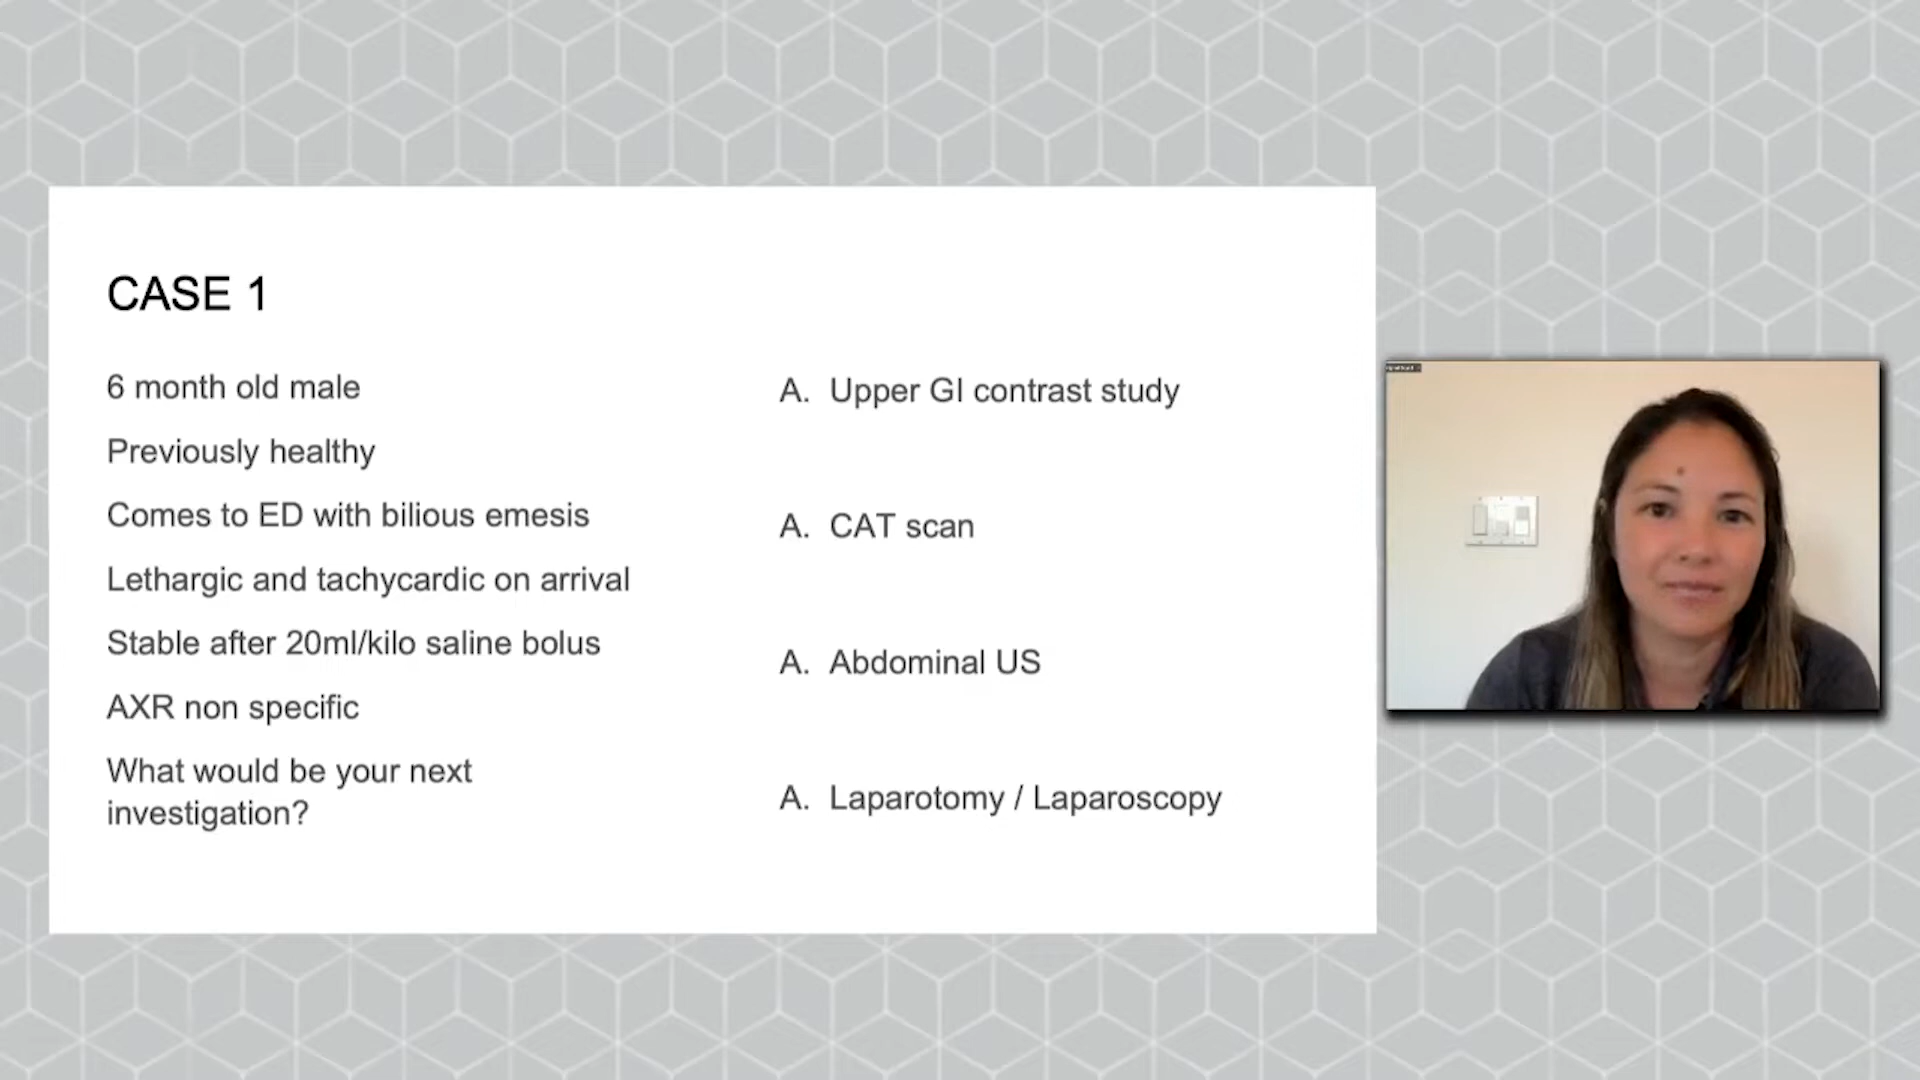 CASE 1
6 month old male
Previously healthy
Comes to ED with bilious emesis
Lethargic and tachycardic on arrival
Stable after 20ml/kilo saline bolus
AXR non specific
What would be your next
investigation?
A. Upper GI contrast study
A. CAT scan
A. Abdominal US
A. Laparotomy / Laparoscopy